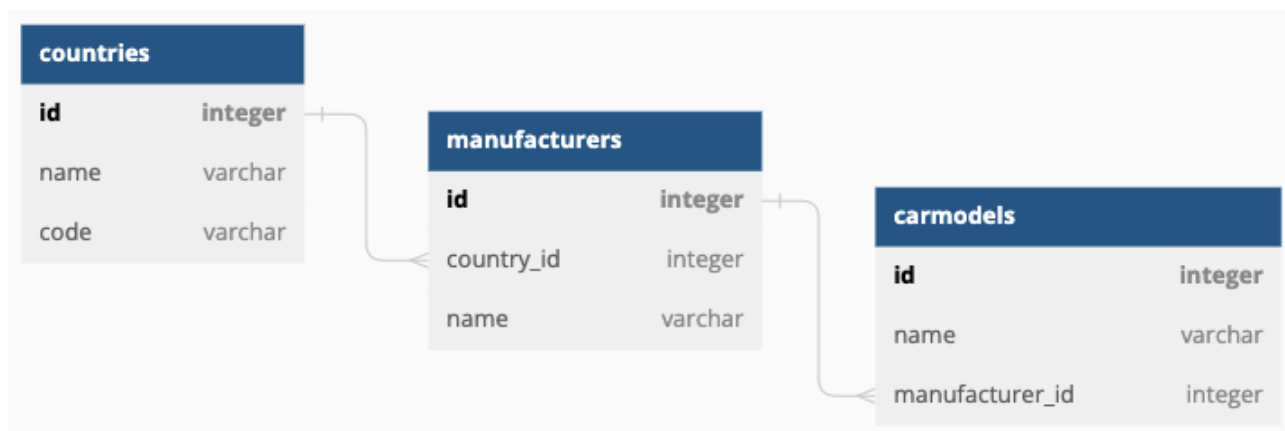 countries
id integer
name varchar
code varchar
manufacturers
id integer
country_id integer
name varchar
carmodels
id integer
name varchar
manufacturer_id integer